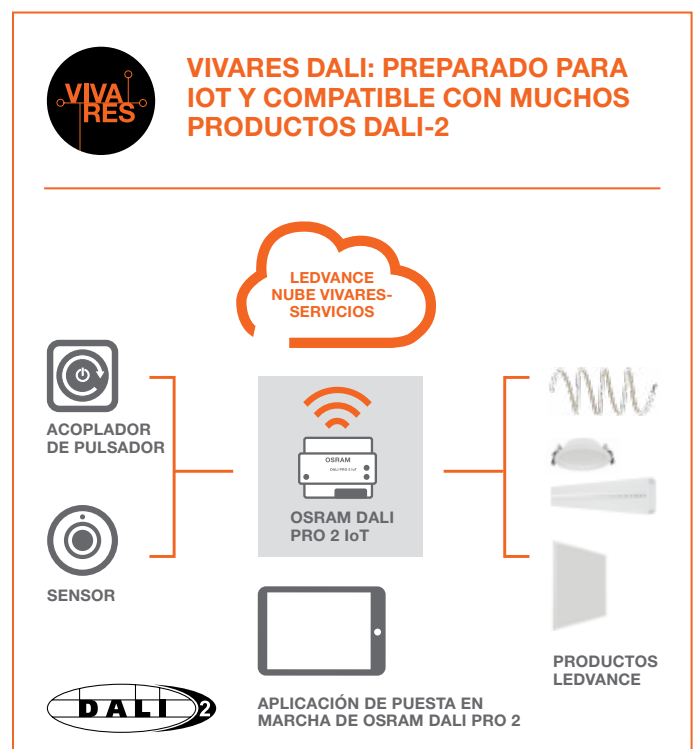 VIVA
RES
VIVARES DALI: PREPARADO PARA
IOT Y COMPATIBLE CON MUCHOS
PRODUCTOS DALI-2
LEDVANCE
NUBE VIVARES-
SERVICIOS
ACOPLADOR
DE PULSADOR
SENSOR
OSRAM
DALI PRO 2 IoT
OSRAM DALI
PRO 2 IoT
PRODUCTOS
LEDVANCE
DALI 2
APLICACIÓN DE PUESTA EN
MARCHA DE OSRAM DALI PRO 2